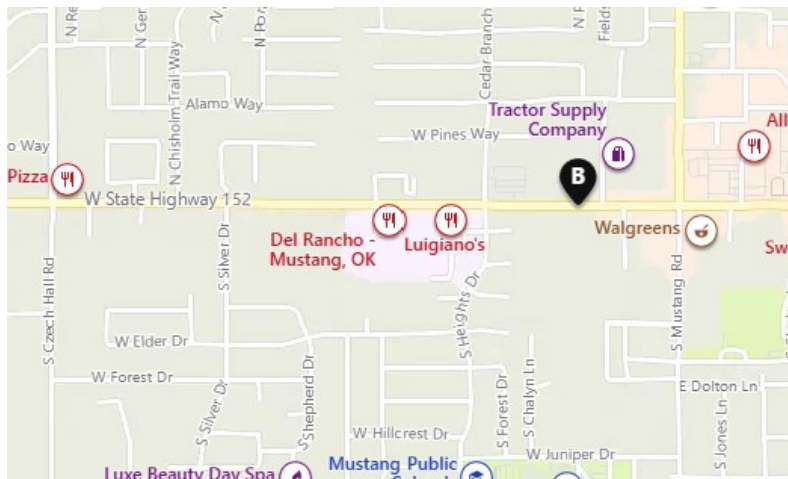 N Re
N Ger
N
N Por
N F
Fields
Cedar Branch
N Chisholm Trail Way
Alamo Way
Tractor Supply
Company
All
W Pines Way
o Way
Pizza
B
W State Highway 152
Walgreens
Del Rancho -
Mustang, OK
Luigiano's
Sw
S Silver Dr
S Czech Hall Rd
S Heights Dr
S Mustang Rd
W Elder Dr
W Forest Dr
S Silver Dr
S Shepherd Dr
S Forest Dr
S Chalyn Ln
E Dolton Ln
S Jones Ln
W Hillcrest Dr
W Juniper Dr
Luxe Beauty Day Spa
Mustang Public